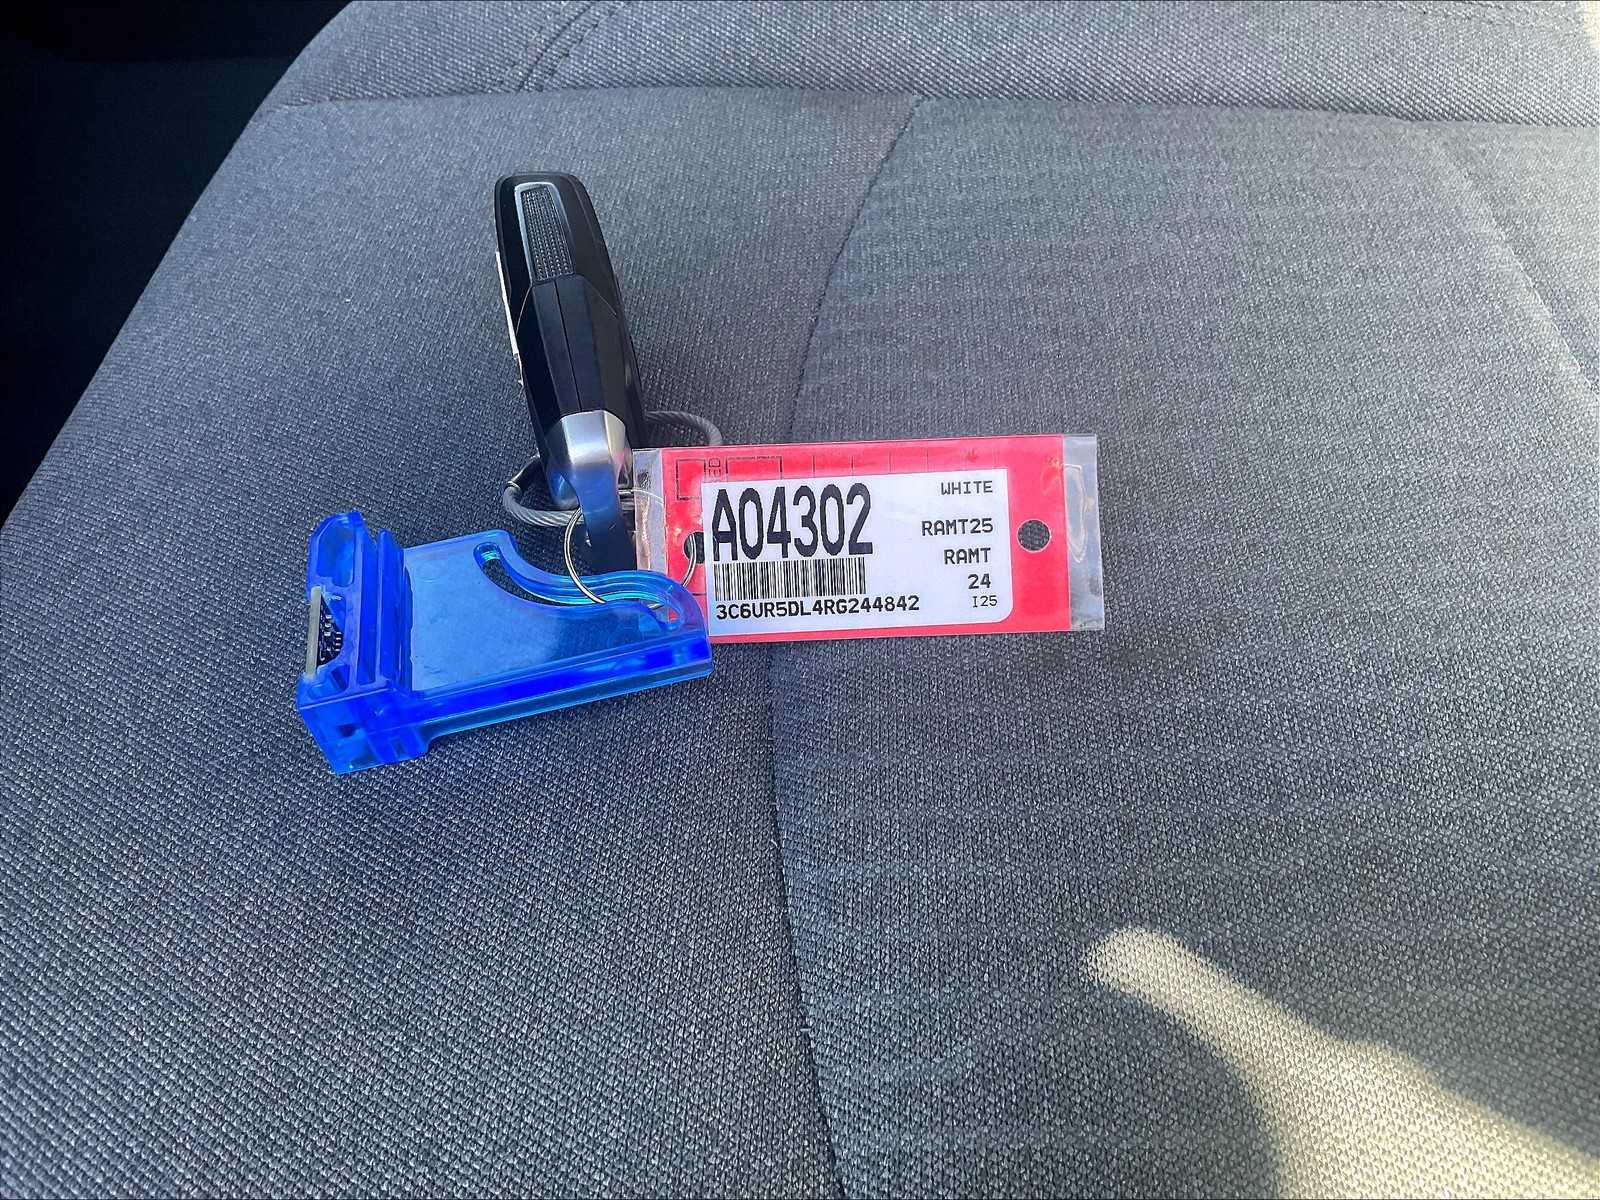 A04302
WHITE
RAMT25
RAMT
24
I25
3C6UR5DL4RG244842